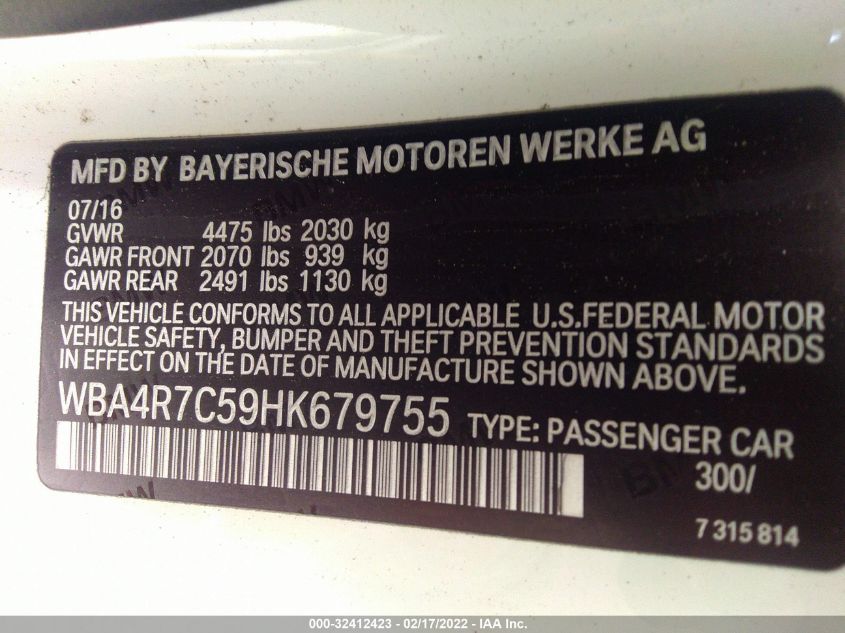 MFD BY BAYERISCHE MOTOREN WERKE AG
07/16
GVWR 4475 lbs 2030 kg
GAWR FRONT 2070 lbs 939 kg
GAWR REAR 2491 lbs 1130 kg
THIS VEHICLE CONFORMS TO ALL APPLICABLE U.S.FEDERAL MOTOR
VEHICLE SAFETY, BUMPER AND THEFT PREVENTION STANDARDS
IN EFFECT ON THE DATE OF MANUFACTURE SHOWN ABOVE.
WBA4R7C59HK679755 TYPE: PASSENGER CAR
300/
7 315 814
000-32412423 - 02/17/2022 - IAA Inc.